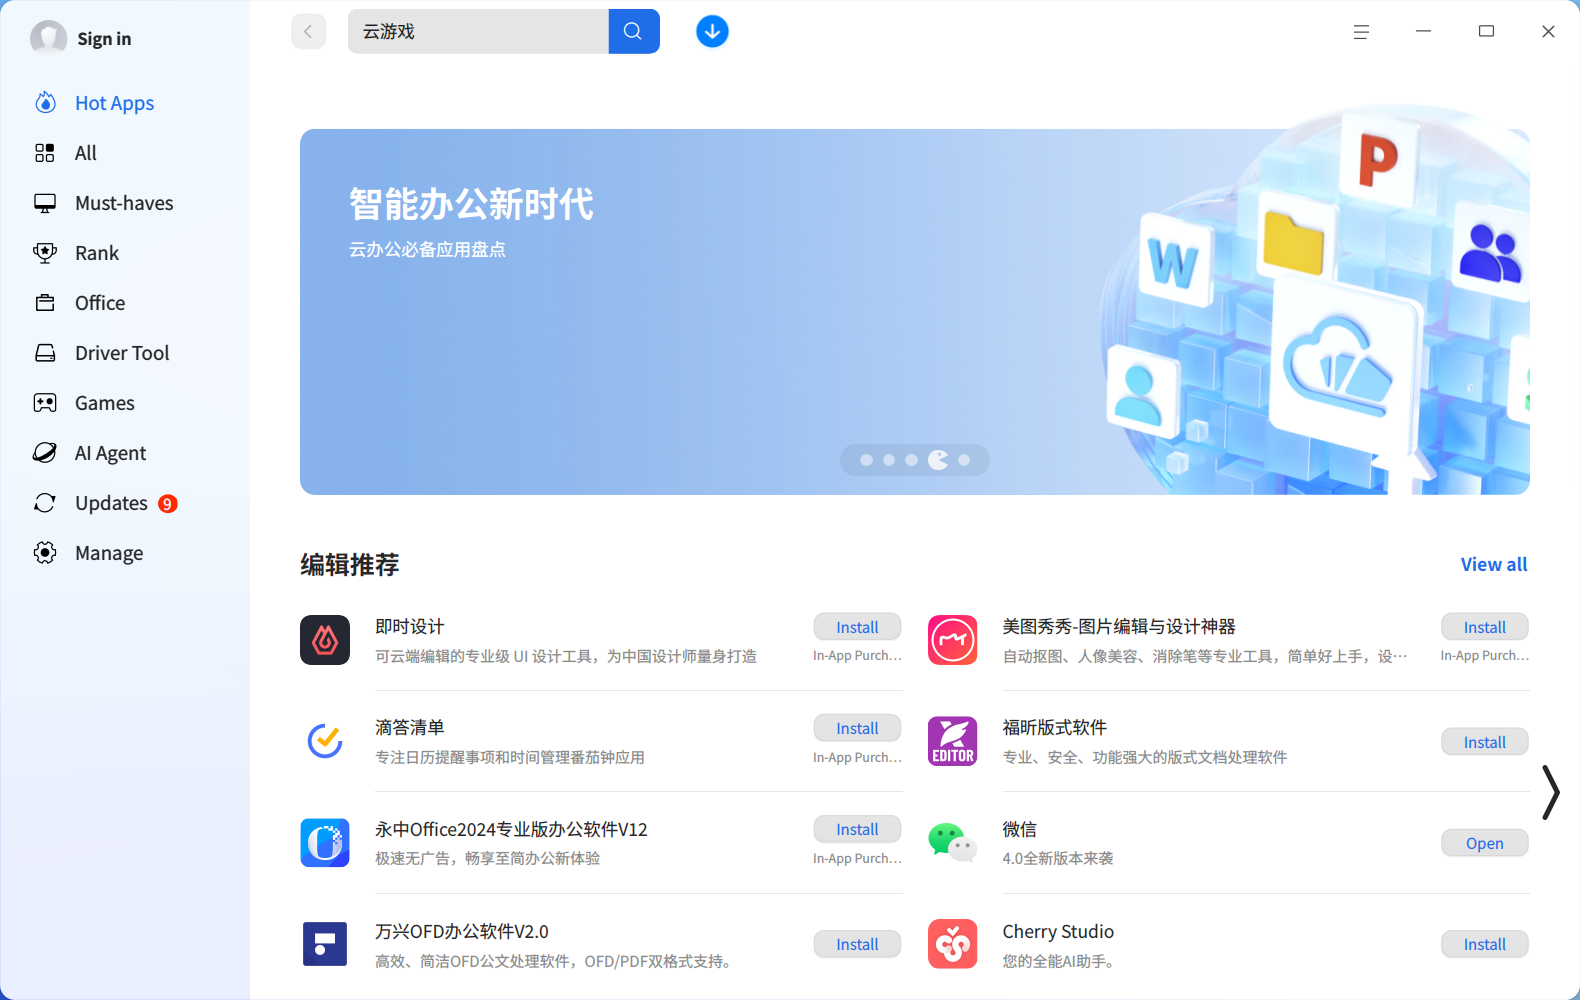 Sign in
云游戏
Hot Apps
All
Must-haves
Rank
Office
Driver Tool
Games
AI Agent
Updates 9
Manage
智能办公新时代
云办公必备应用盘点
P
W
编辑推荐
View all
即时设计
可云端编辑的专业级 UI 设计工具，为中国设计师量身打造
Install
In-App Purch...
美图秀秀-图片编辑与设计神器
自动抠图、人像美容、消除笔等专业工具，简单好上手，设...
Install
In-App Purch...
滴答清单
专注日历提醒事项和时间管理番茄钟应用
Install
In-App Purch...
EDITOR
福昕版式软件
专业、安全、功能强大的版式文档处理软件
Install
永中Office2024专业版办公软件V12
极速无广告，畅享至简办公新体验
Install
In-App Purch...
微信
4.0全新版本来袭
Open
万兴OFD办公软件V2.0
高效、简洁OFD公文处理软件，OFD/PDF双格式支持。
Install
Cherry Studio
您的全能AI助手。
Install